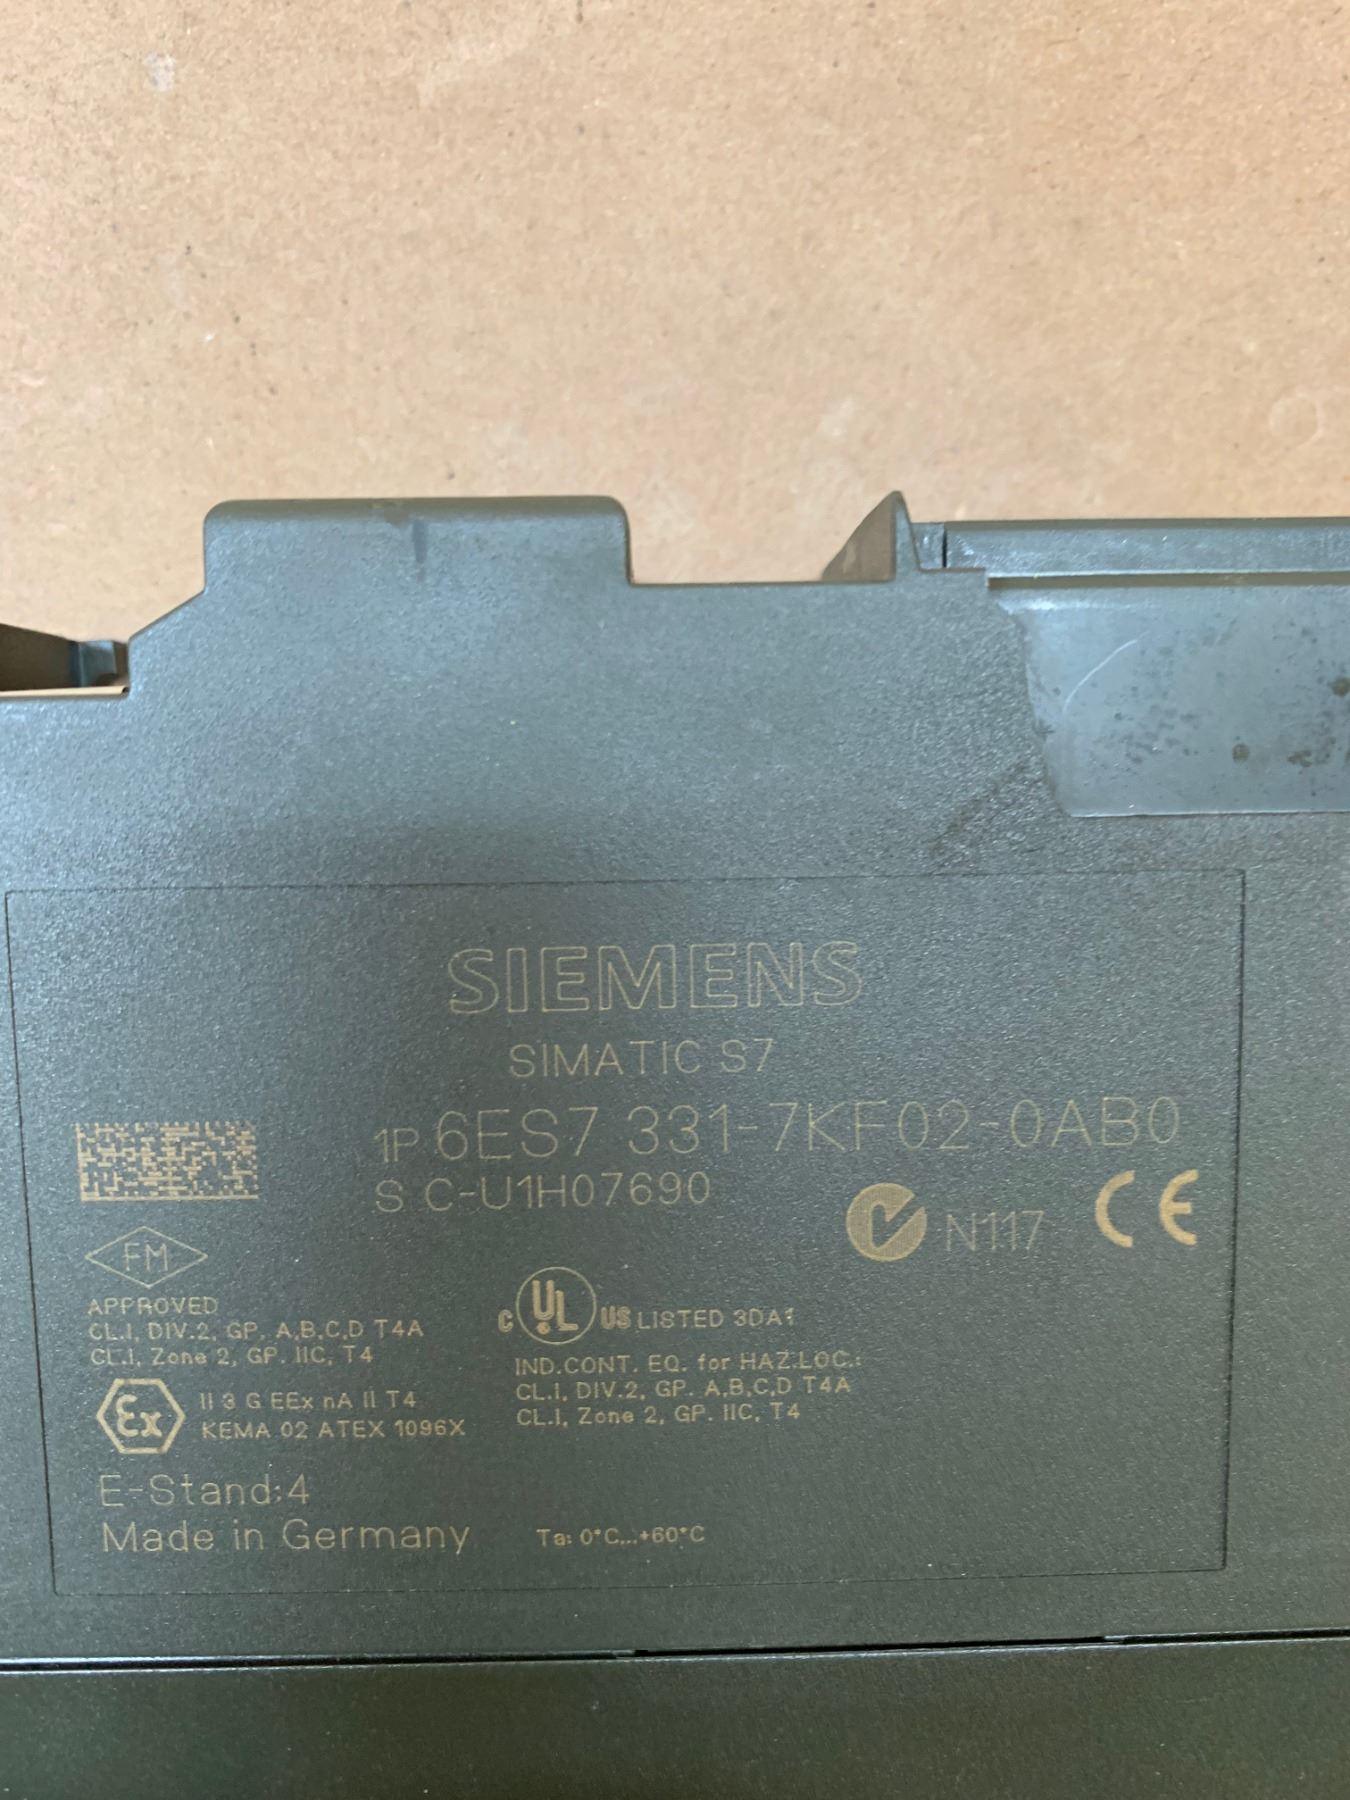 SIEMENS
SIMATIC S7
1P 6ES7 331-7KF02-0AB0
S C-U1H07690
N117 CE
FM
APPROVED
CL.I, DIV.2, GP. A,B,C,D T4A
CL.I, Zone 2, GP. IIC, T4
C UL US LISTED 3DA1
IND.CONT. EQ. for HAZ.LOC.:
CL.I, DIV.2, GP. A,B,C,D T4A
CL.I, Zone 2, GP. IIC, T4
Ex II 3 G EEx nA II T4
KEMA 02 ATEX 1096X
E-Stand:4
Made in Germany
Ta: 0°C...+60°C